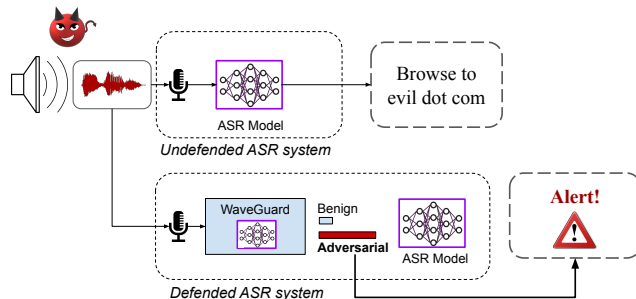 Browse to
evil dot com
ASR Model
Undefended ASR system
WaveGuard
Benign
Adversarial
ASR Model
Alert!
Defended ASR system